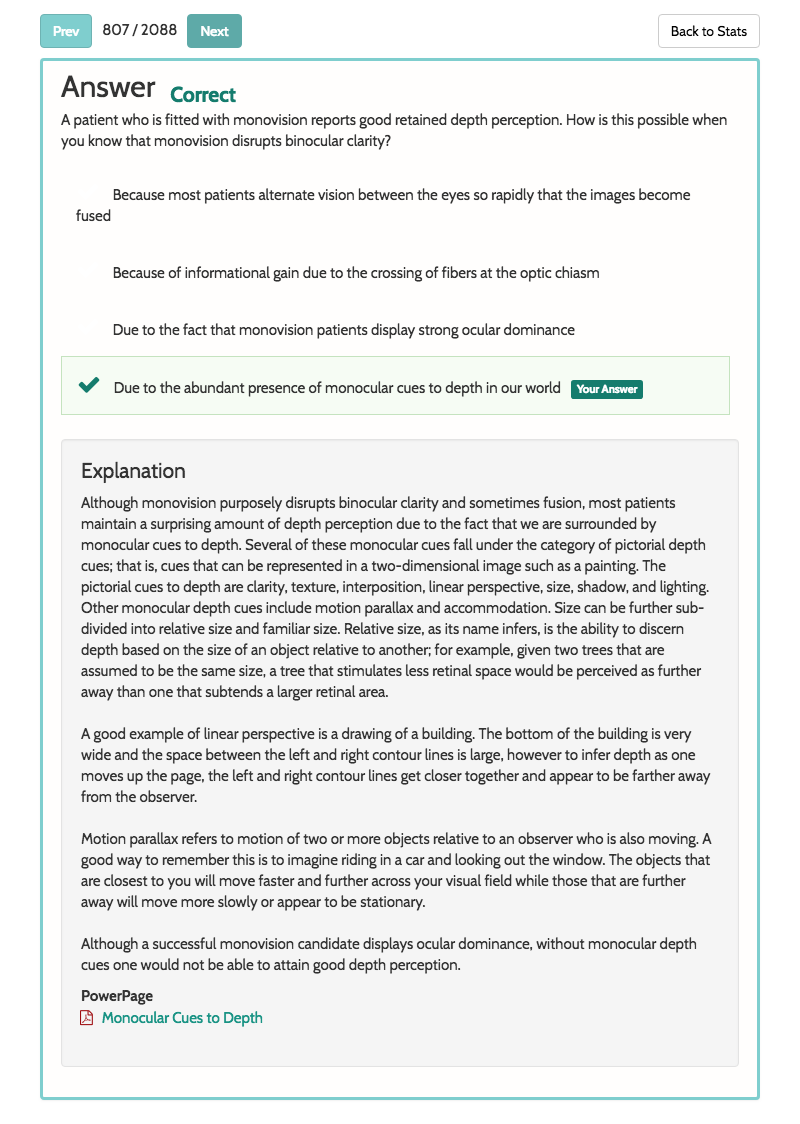 Prev 807 / 2088 Next Back to Stats
Answer Correct
A patient who is fitted with monovision reports good retained depth perception. How is this possible when
you know that monovision disrupts binocular clarity?
Because most patients alternate vision between the eyes so rapidly that the images become
fused
Because of informational gain due to the crossing of fibers at the optic chiasm
Due to the fact that monovision patients display strong ocular dominance
Due to the abundant presence of monocular cues to depth in our world Your Answer
Explanation
Although monovision purposely disrupts binocular clarity and sometimes fusion, most patients
maintain a surprising amount of depth perception due to the fact that we are surrounded by
monocular cues to depth. Several of these monocular cues fall under the category of pictorial depth
cues; that is, cues that can be represented in a two-dimensional image such as a painting. The
pictorial cues to depth are clarity, texture, interposition, linear perspective, size, shadow, and lighting.
Other monocular depth cues include motion parallax and accommodation. Size can be further sub-
divided into relative size and familiar size. Relative size, as its name infers, is the ability to discern
depth based on the size of an object relative to another; for example, given two trees that are
assumed to be the same size, a tree that stimulates less retinal space would be perceived as further
away than one that subtends a larger retinal area.
A good example of linear perspective is a drawing of a building. The bottom of the building is very
wide and the space between the left and right contour lines is large, however to infer depth as one
moves up the page, the left and right contour lines get closer together and appear to be farther away
from the observer.
Motion parallax refers to motion of two or more objects relative to an observer who is also moving. A
good way to remember this is to imagine riding in a car and looking out the window. The objects that
are closest to you will move faster and further across your visual field while those that are further
away will move more slowly or appear to be stationary.
Although a successful monovision candidate displays ocular dominance, without monocular depth
cues one would not be able to attain good depth perception.
PowerPage
Monocular Cues to Depth